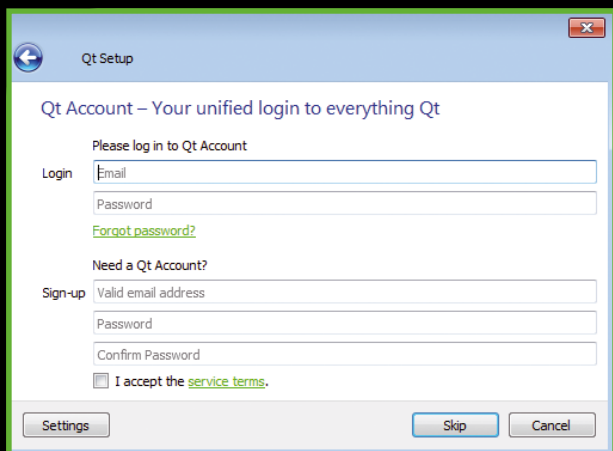 Qt Setup
Qt Account – Your unified login to everything Qt
Please log in to Qt Account
Login Email
Password
Forgot password?
Need a Qt Account?
Sign-up Valid email address
Password
Confirm Password
I accept the service terms.
Settings Skip Cancel